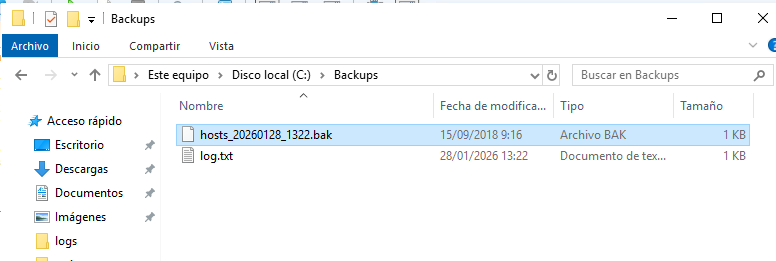 Backups
Archivo Inicio Compartir Vista
Este equipo Disco local (C:) Backups Buscar en Backups
Nombre Fecha de modifica... Tipo Tamaño
Acceso rápido
Escritorio
Descargas
Documentos
Imágenes
logs
hosts_20260128_1322.bak 15/09/2018 9:16 Archivo BAK 1 KB
log.txt 28/01/2026 13:22 Documento de tex... 1 KB